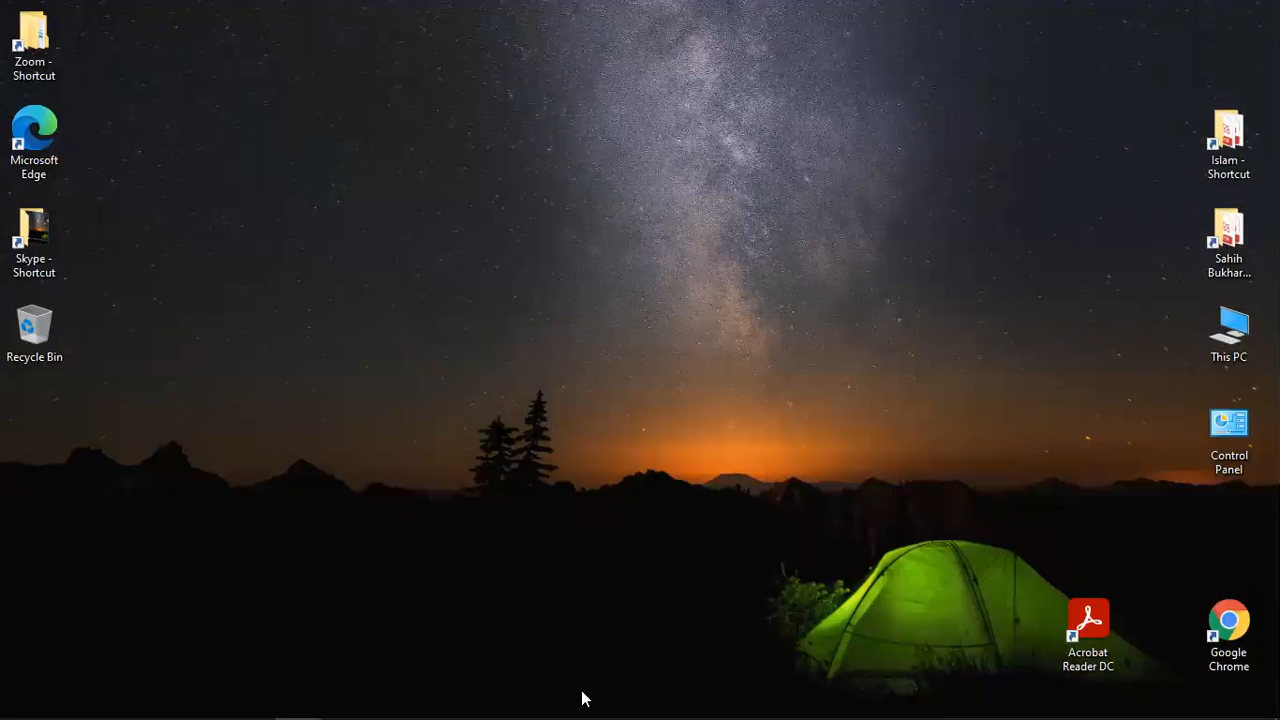 Zoom -
Shortcut
Microsoft
Edge
Skype -
Shortcut
Recycle Bin
Islam -
Shortcut
Sahih
Bukhar...
This PC
Control
Panel
Acrobat
Reader DC
Google
Chrome